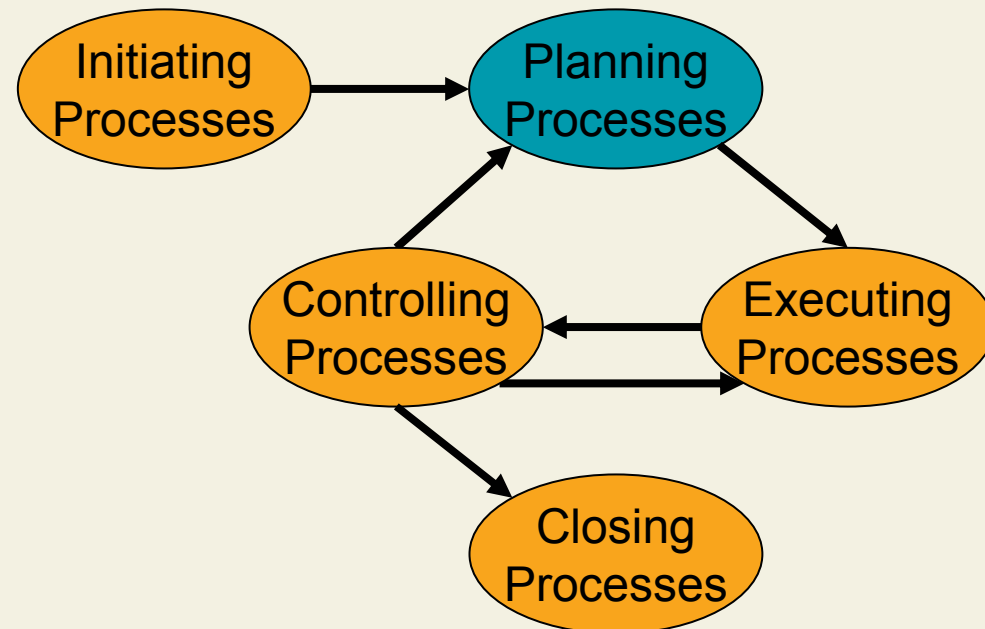 Initiating
Processes
Planning
Processes
Controlling
Processes
Executing
Processes
Closing
Processes